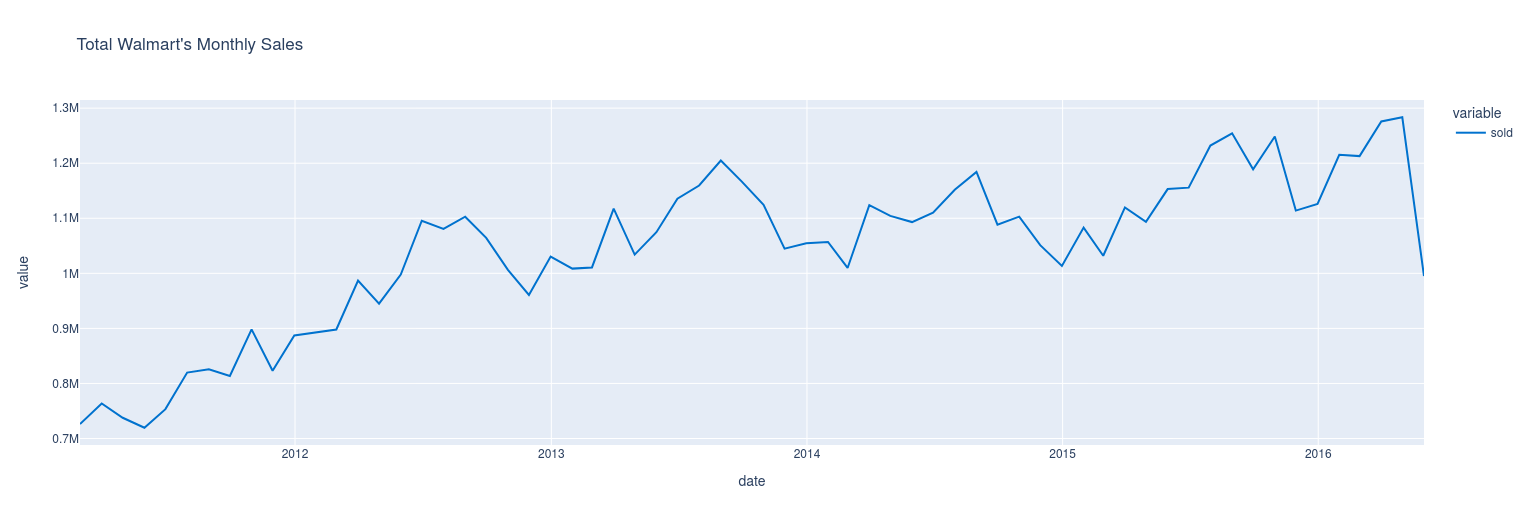 Total Walmart's Monthly Sales
1.3M
1.2M
1.1M
1M
0.9M
0.8M
0.7M
value
2012
2013
2014
2015
2016
date
variable
sold